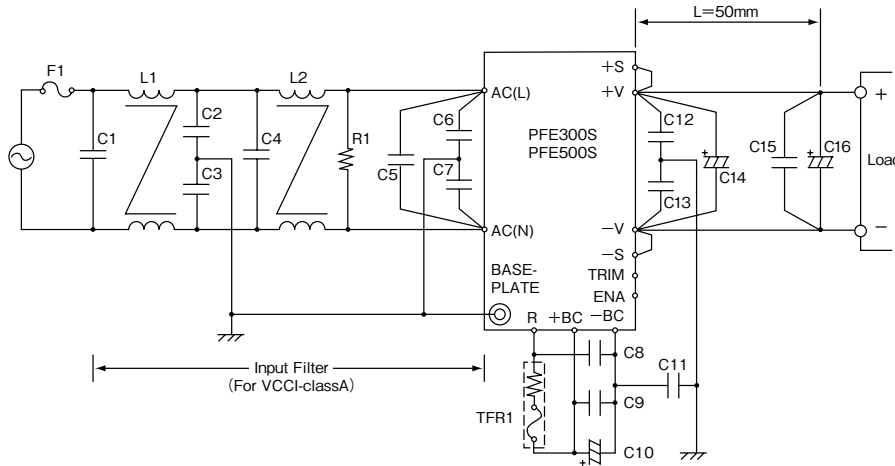 L=50mm
F1
L1
L2
C1
C2
C3
C4
R1
C5
C6
C7
AC(L)
AC(N)
PFE300S
PFE500S
BASE-
PLATE
+S
+V
−V
−S
TRIM
ENA
R
+BC
−BC
C12
C13
+
C14
C15
+
C16
+
−
Load
Input Filter
(For VCCI-classA)
TFR1
C8
C9
+
C10
C11